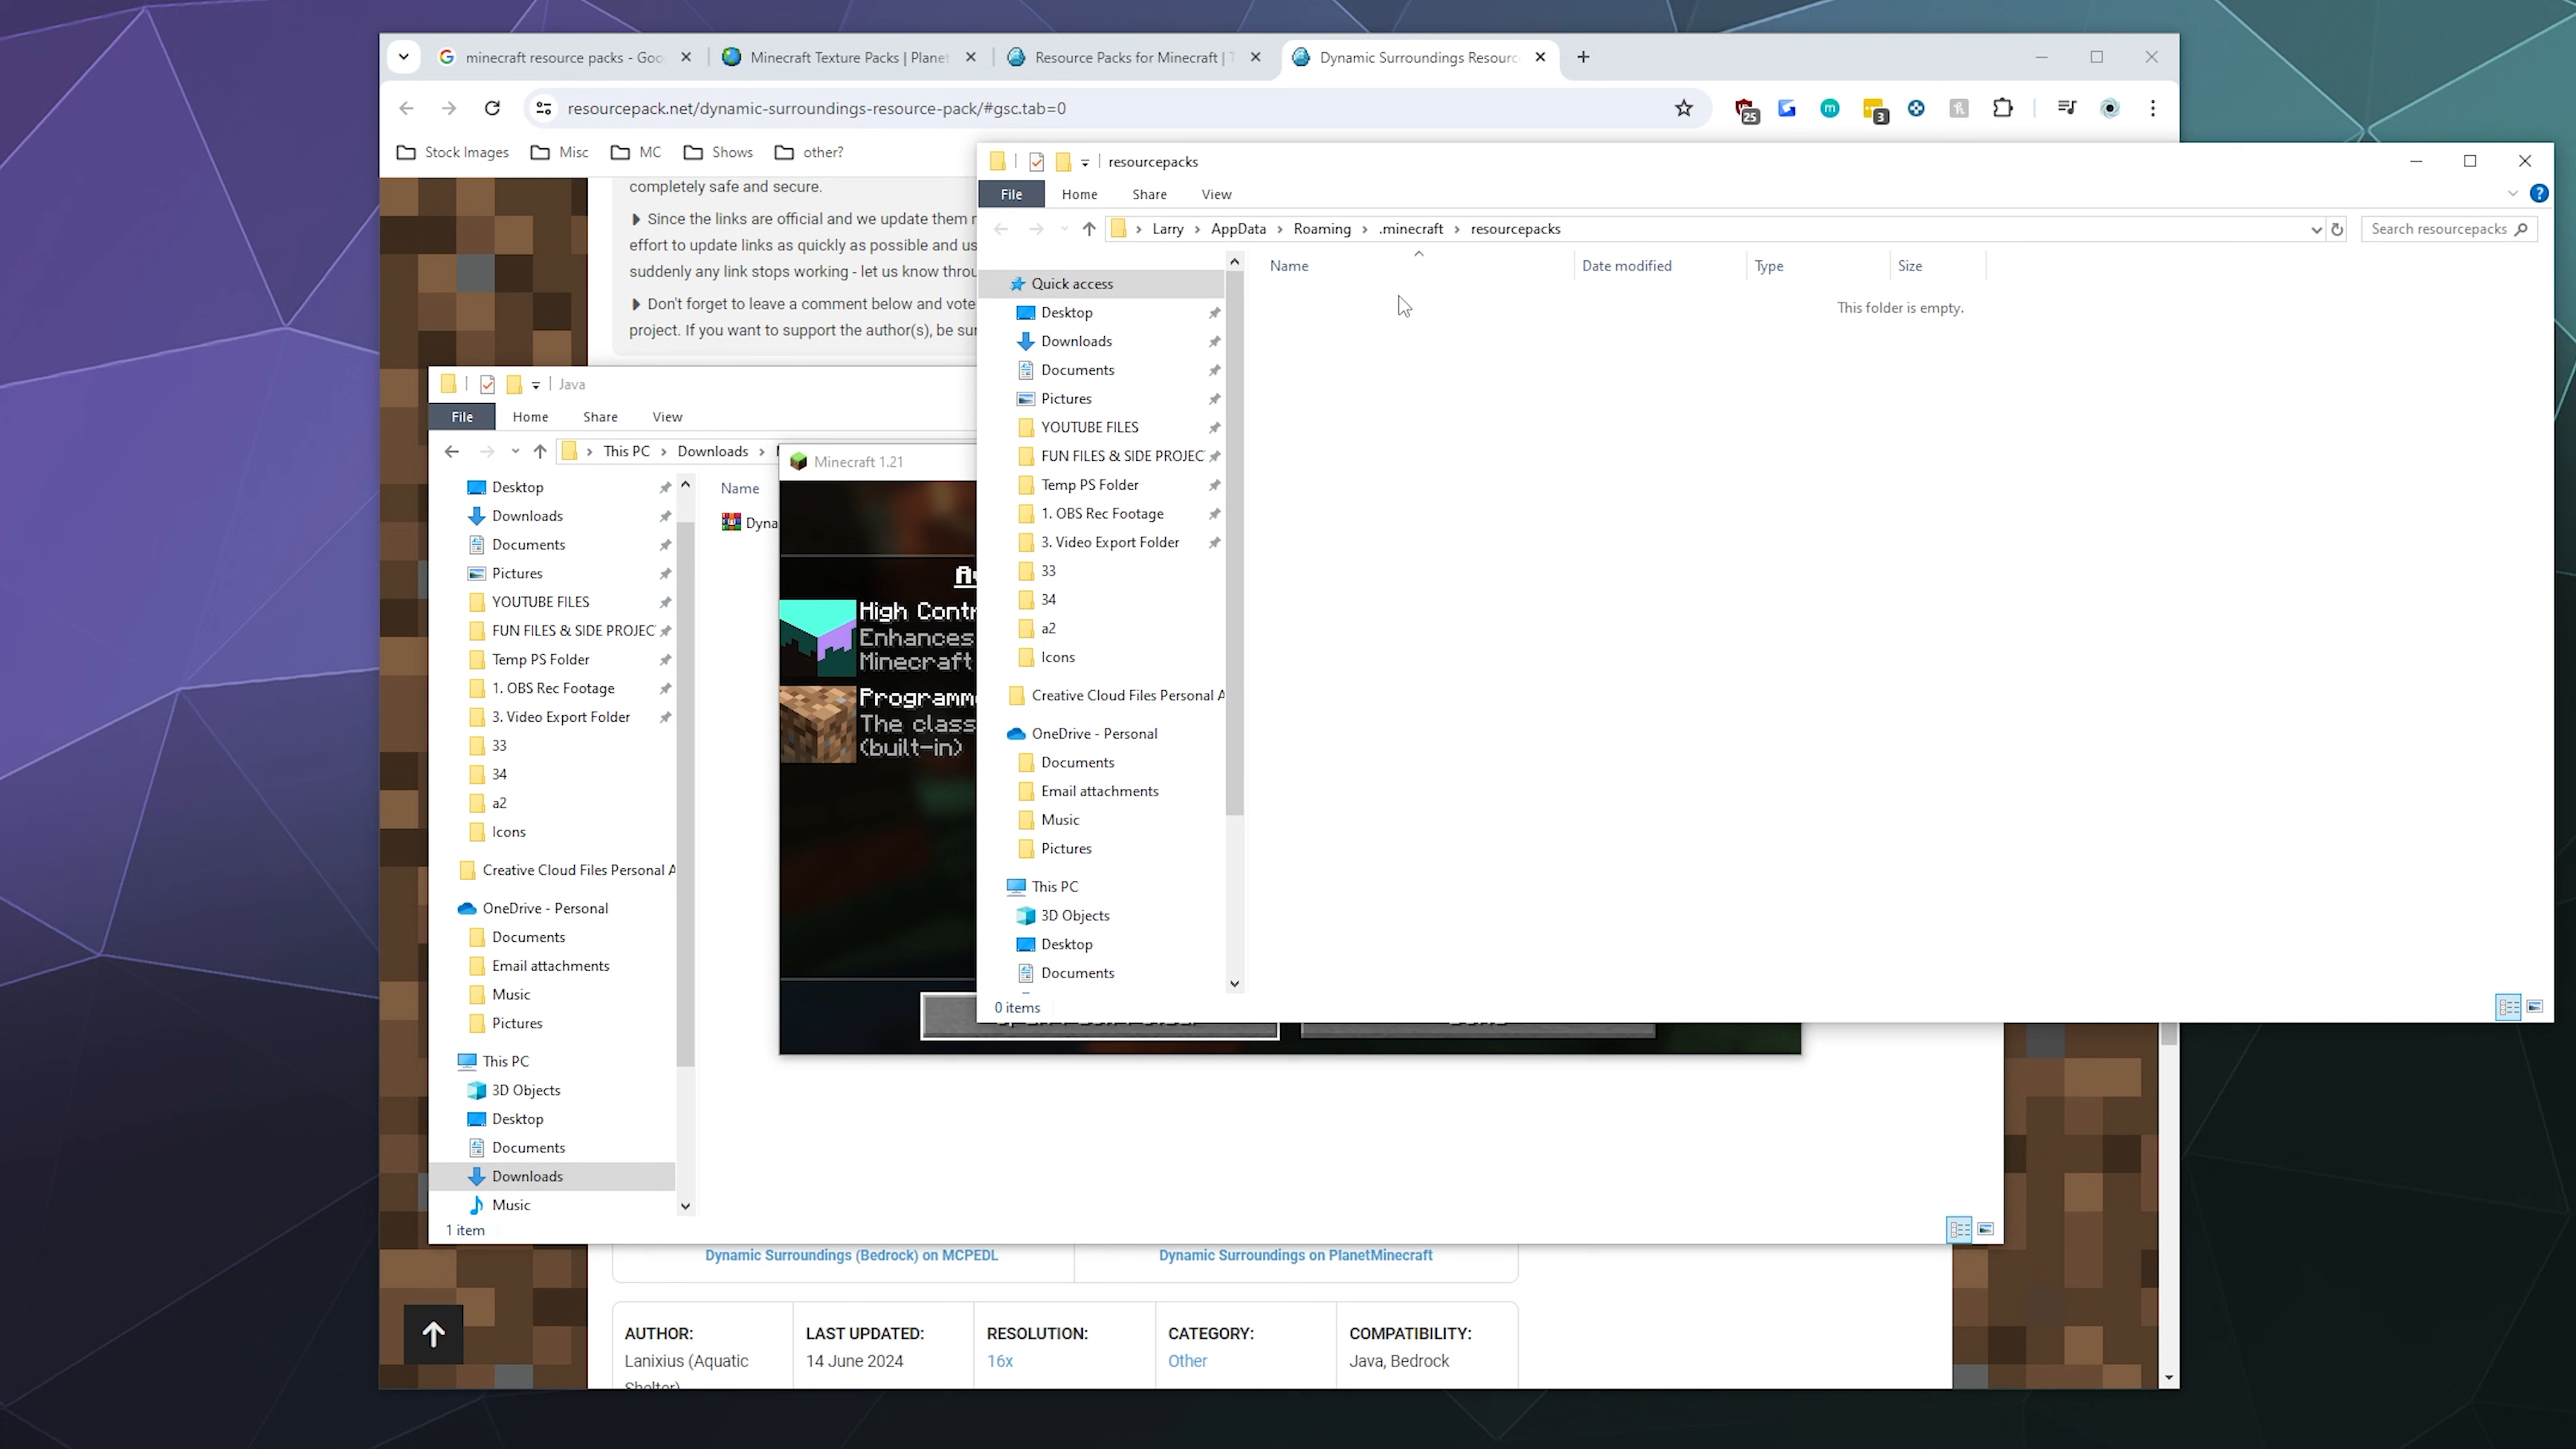 minecraft resource packs - Goo
Minecraft Texture Packs | Planet
Resource Packs for Minecraft | T
Dynamic Surroundings Resourc
resourcepack.net/dynamic-surroundings-resource-pack/#gsc.tab=0
25
3
Stock Images
Misc
MC
Shows
other?
completely safe and secure.
Since the links are official and we update them
effort to update links as quickly as possible and us
suddenly any link stops working - let us know throu
Don't forget to leave a comment below and vote
project. If you want to support the author(s), be sur
resourcepacks
File
Home
Share
View
Larry > AppData > Roaming > .minecraft > resourcepacks
Search resourcepacks
Name
Date modified
Type
Size
This folder is empty.
Quick access
Desktop
Downloads
Documents
Pictures
YOUTUBE FILES
FUN FILES & SIDE PROJEC
Temp PS Folder
1. OBS Rec Footage
3. Video Export Folder
33
34
a2
Icons
Creative Cloud Files Personal A
OneDrive - Personal
Documents
Email attachments
Music
Pictures
This PC
3D Objects
Desktop
Documents
0 items
Java
File
Home
Share
View
This PC > Downloads >
Name
Dyna
Desktop
Downloads
Documents
Pictures
YOUTUBE FILES
FUN FILES & SIDE PROJEC
Temp PS Folder
1. OBS Rec Footage
3. Video Export Folder
33
34
a2
Icons
Creative Cloud Files Personal A
OneDrive - Personal
Documents
Email attachments
Music
Pictures
This PC
3D Objects
Desktop
Documents
Downloads
Music
1 item
Minecraft 1.21
High Contr
Enhances
Minecraft
Programm
The class
(built-in)
Dynamic Surroundings (Bedrock) on MCPEDL
Dynamic Surroundings on PlanetMinecraft
AUTHOR:
Lanixius (Aquatic
Shelter)
LAST UPDATED:
14 June 2024
RESOLUTION:
16x
CATEGORY:
Other
COMPATIBILITY:
Java, Bedrock